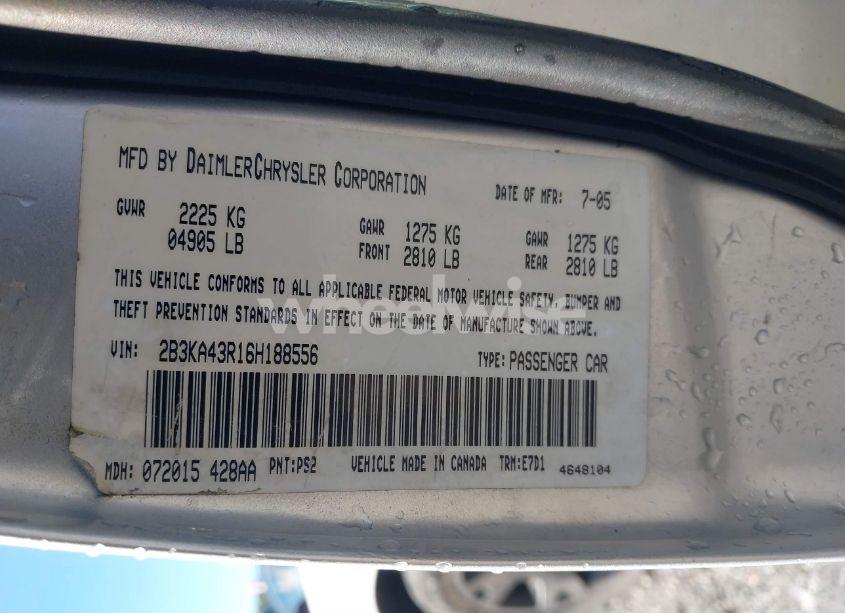 MFD BY DAIMLERCHRYSLER CORPORATION DATE OF MFR: 7-05
GVWR 2225 KG GAWR 1275 KG GAWR 1275 KG
04905 LB FRONT 2810 LB REAR 2810 LB
THIS VEHICLE CONFORMS TO ALL APPLICABLE FEDERAL MOTOR VEHICLE SAFETY, BUMPER AND
THEFT PREVENTION STANDARDS IN EFFECT ON THE DATE OF MANUFACTURE SHOWN ABOVE.
wheelwise
VIN: 2B3KA43R16H188556 TYPE: PASSENGER CAR
MDH: 072015 428AA PNT:PS2 VEHICLE MADE IN CANADA TRM:E7D1 4648104